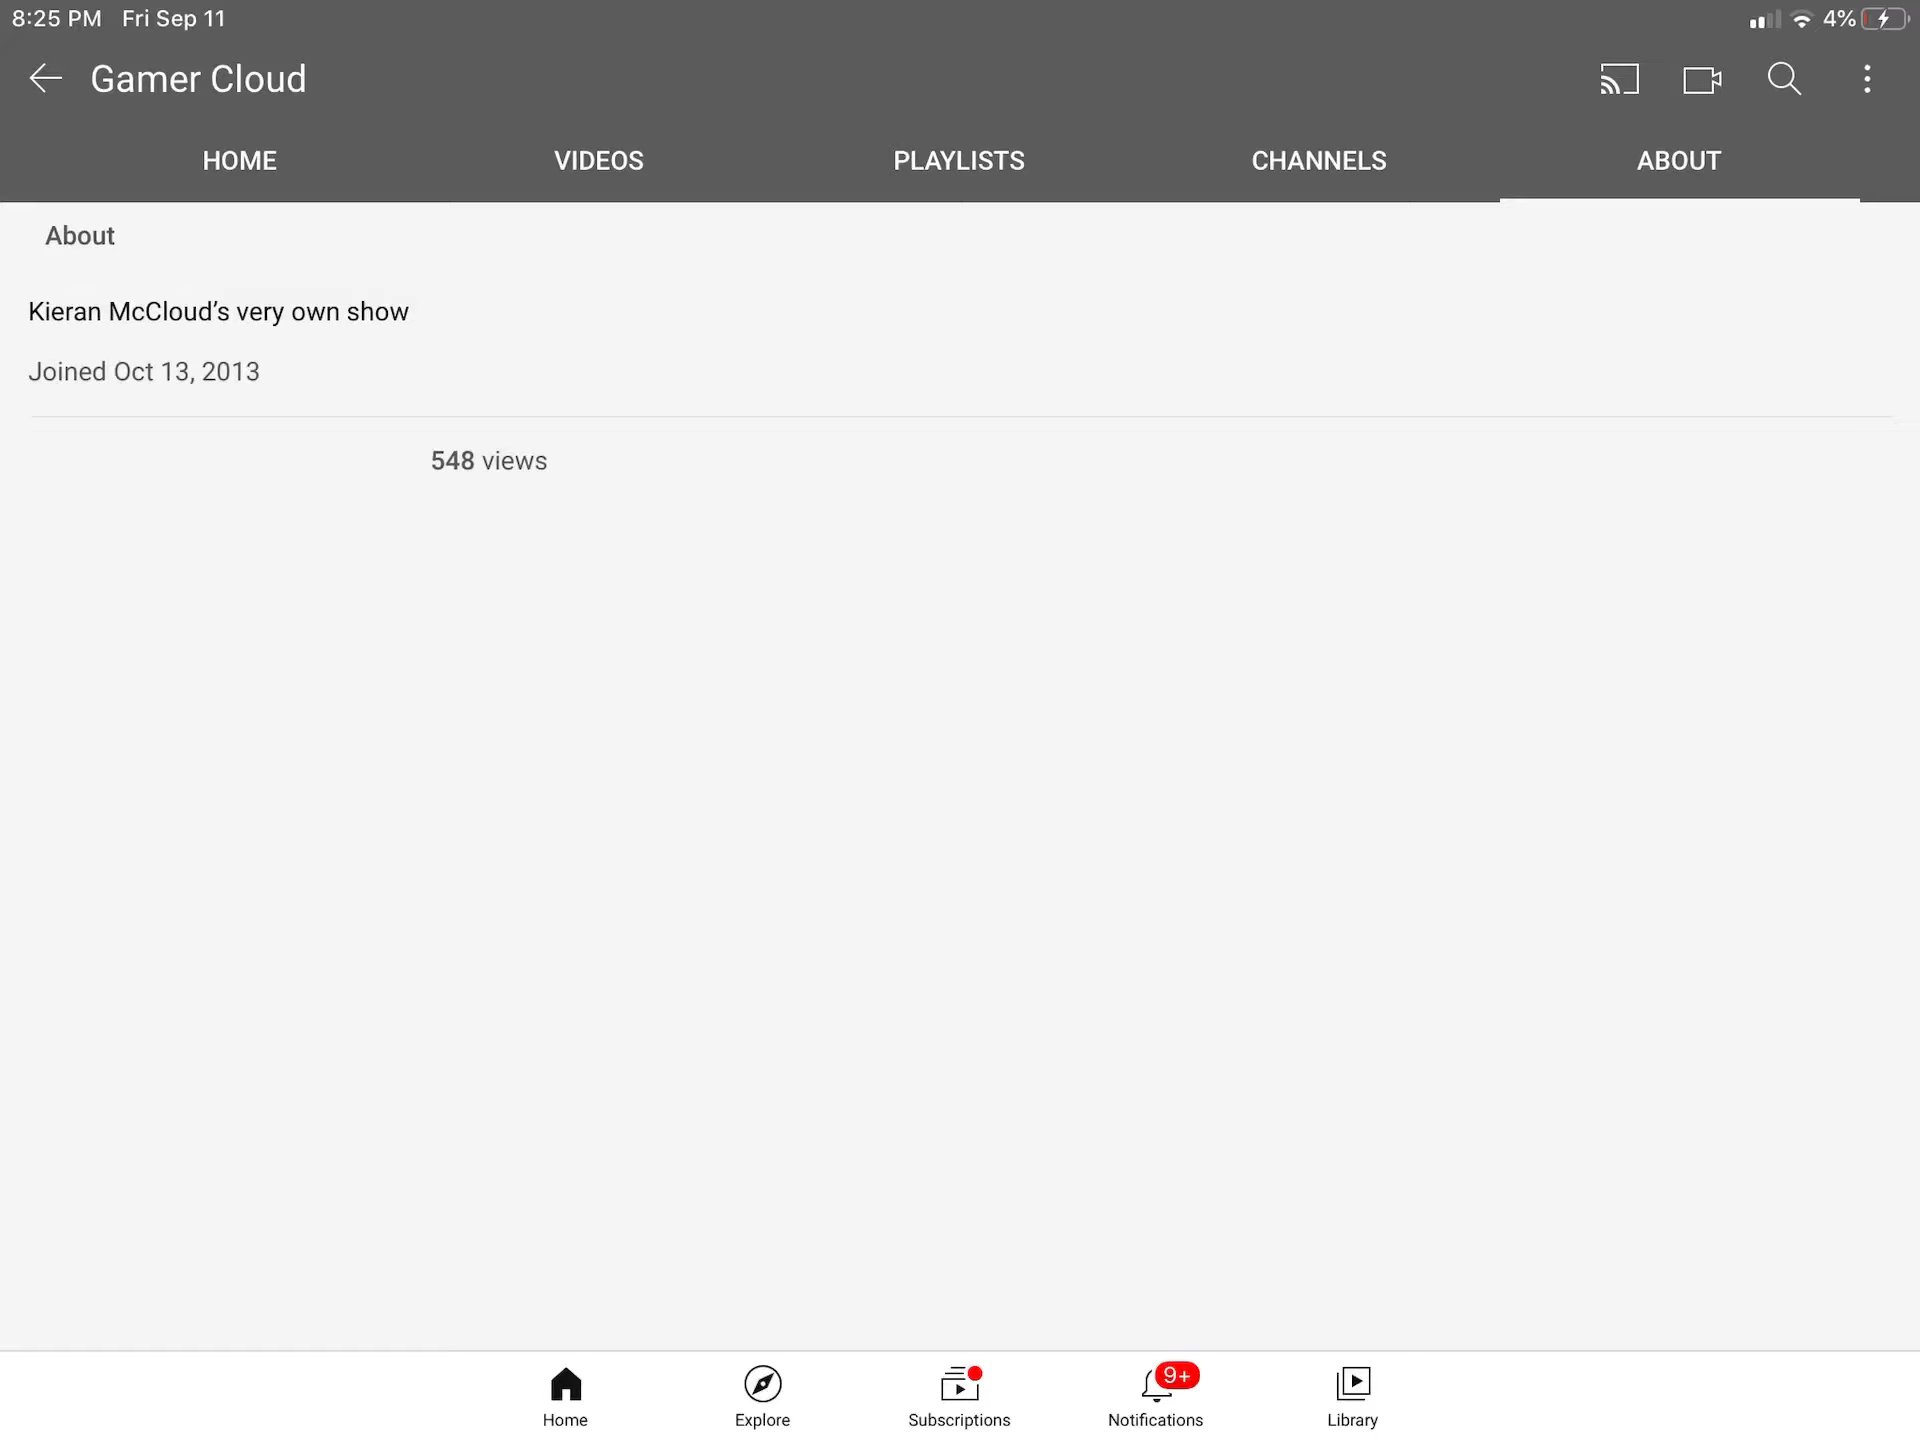 8:25 PM Fri Sep 11 4%
Gamer Cloud
HOME VIDEOS PLAYLISTS CHANNELS ABOUT
About
Kieran McCloud’s very own show
Joined Oct 13, 2013
548 views
9+
Home Explore Subscriptions Notifications Library